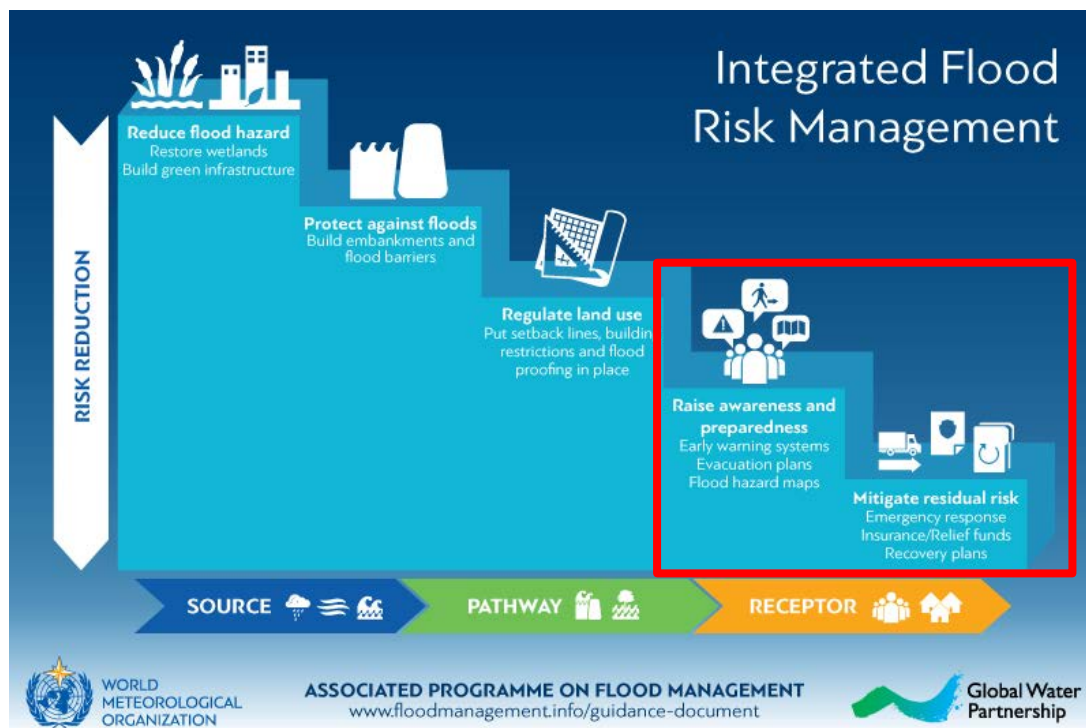 Integrated Flood
Risk Management
RISK REDUCTION
Reduce flood hazard
Restore wetlands
Build green infrastructure
Protect against floods
Build embankments and
flood barriers
Regulate land use
Put setback lines, building
restrictions and flood
proofing in place
Raise awareness and
preparedness
Early warning systems
Evacuation plans
Flood hazard maps
Mitigate residual risk
Emergency response
Insurance/Relief funds
Recovery plans
SOURCE
PATHWAY
RECEPTOR
WORLD
METEOROLOGICAL
ORGANIZATION
ASSOCIATED PROGRAMME ON FLOOD MANAGEMENT
www.floodmanagement.info/guidance-document
Global Water
Partnership